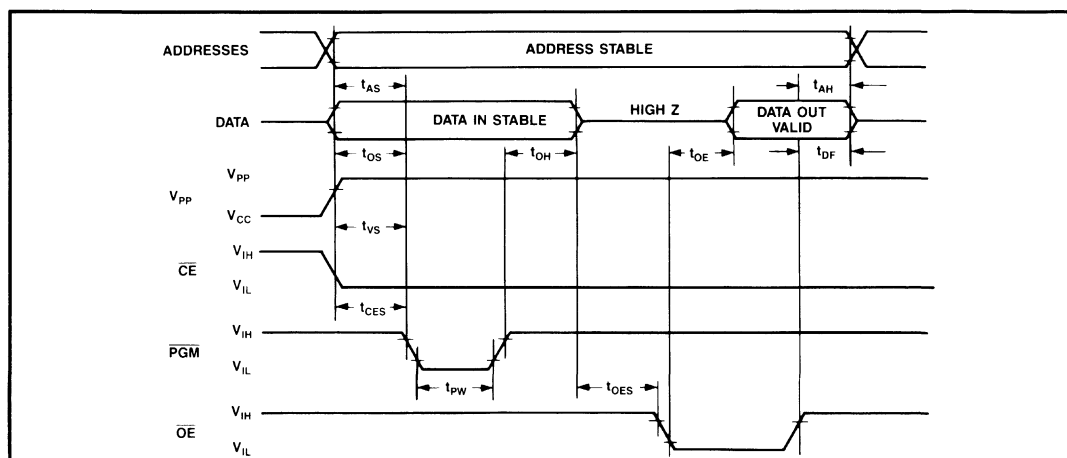 ADDRESSES
ADDRESS STABLE
tAS
tAH
DATA
DATA IN STABLE
HIGH Z
DATA OUT
VALID
tOS
tOH
tOE
tDF
VPP
VPP
VCC
tVS
CE
VIH
VIL
tCES
PGM
VIH
VIL
tPW
tOES
OE
VIH
VIL